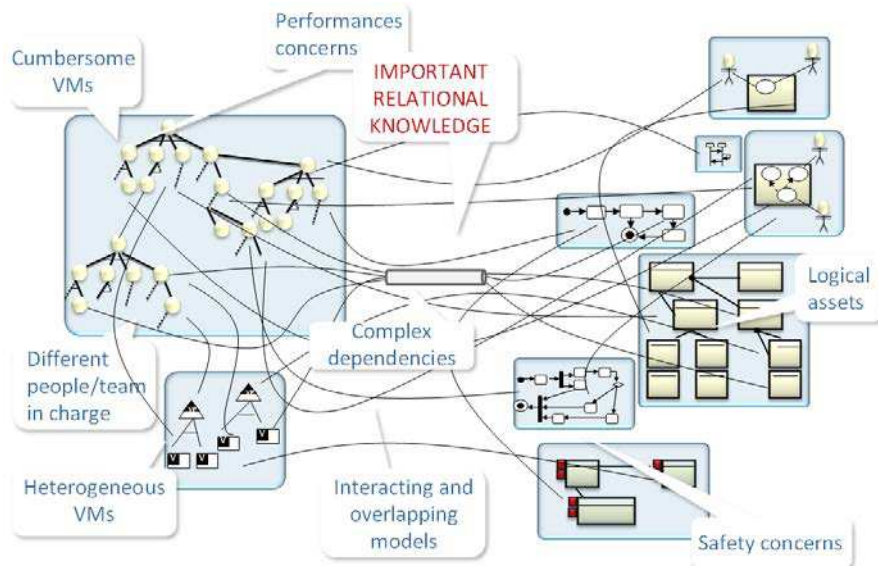 Performances
concerns
Cumbersome
VMs
IMPORTANT
RELATIONAL
KNOWLEDGE
Logical
assets
Complex
dependencies
Different
people/team
in charge
V
V
V
V
Heterogeneous
VMs
Interacting and
overlapping
models
Safety concerns